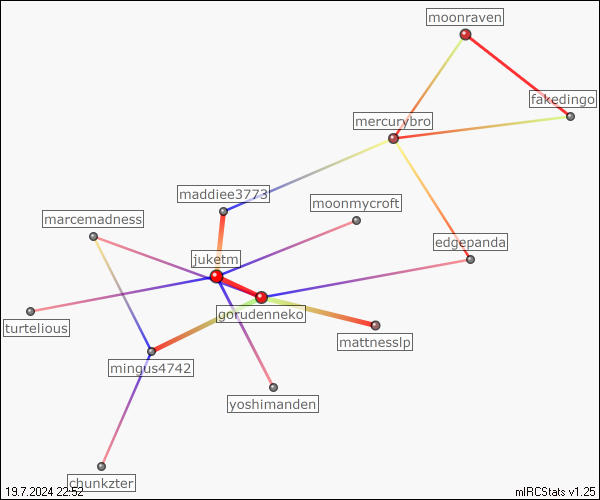 moonraven
fakedingo
mercurybro
maddiee3773
moonmycroft
marcemadness
edgepanda
juketm
gorudenneko
turtelious
mattnesslp
mingus4742
yoshimanden
chunkzter
19.7.2024 22:52
mIRCStats v1.25